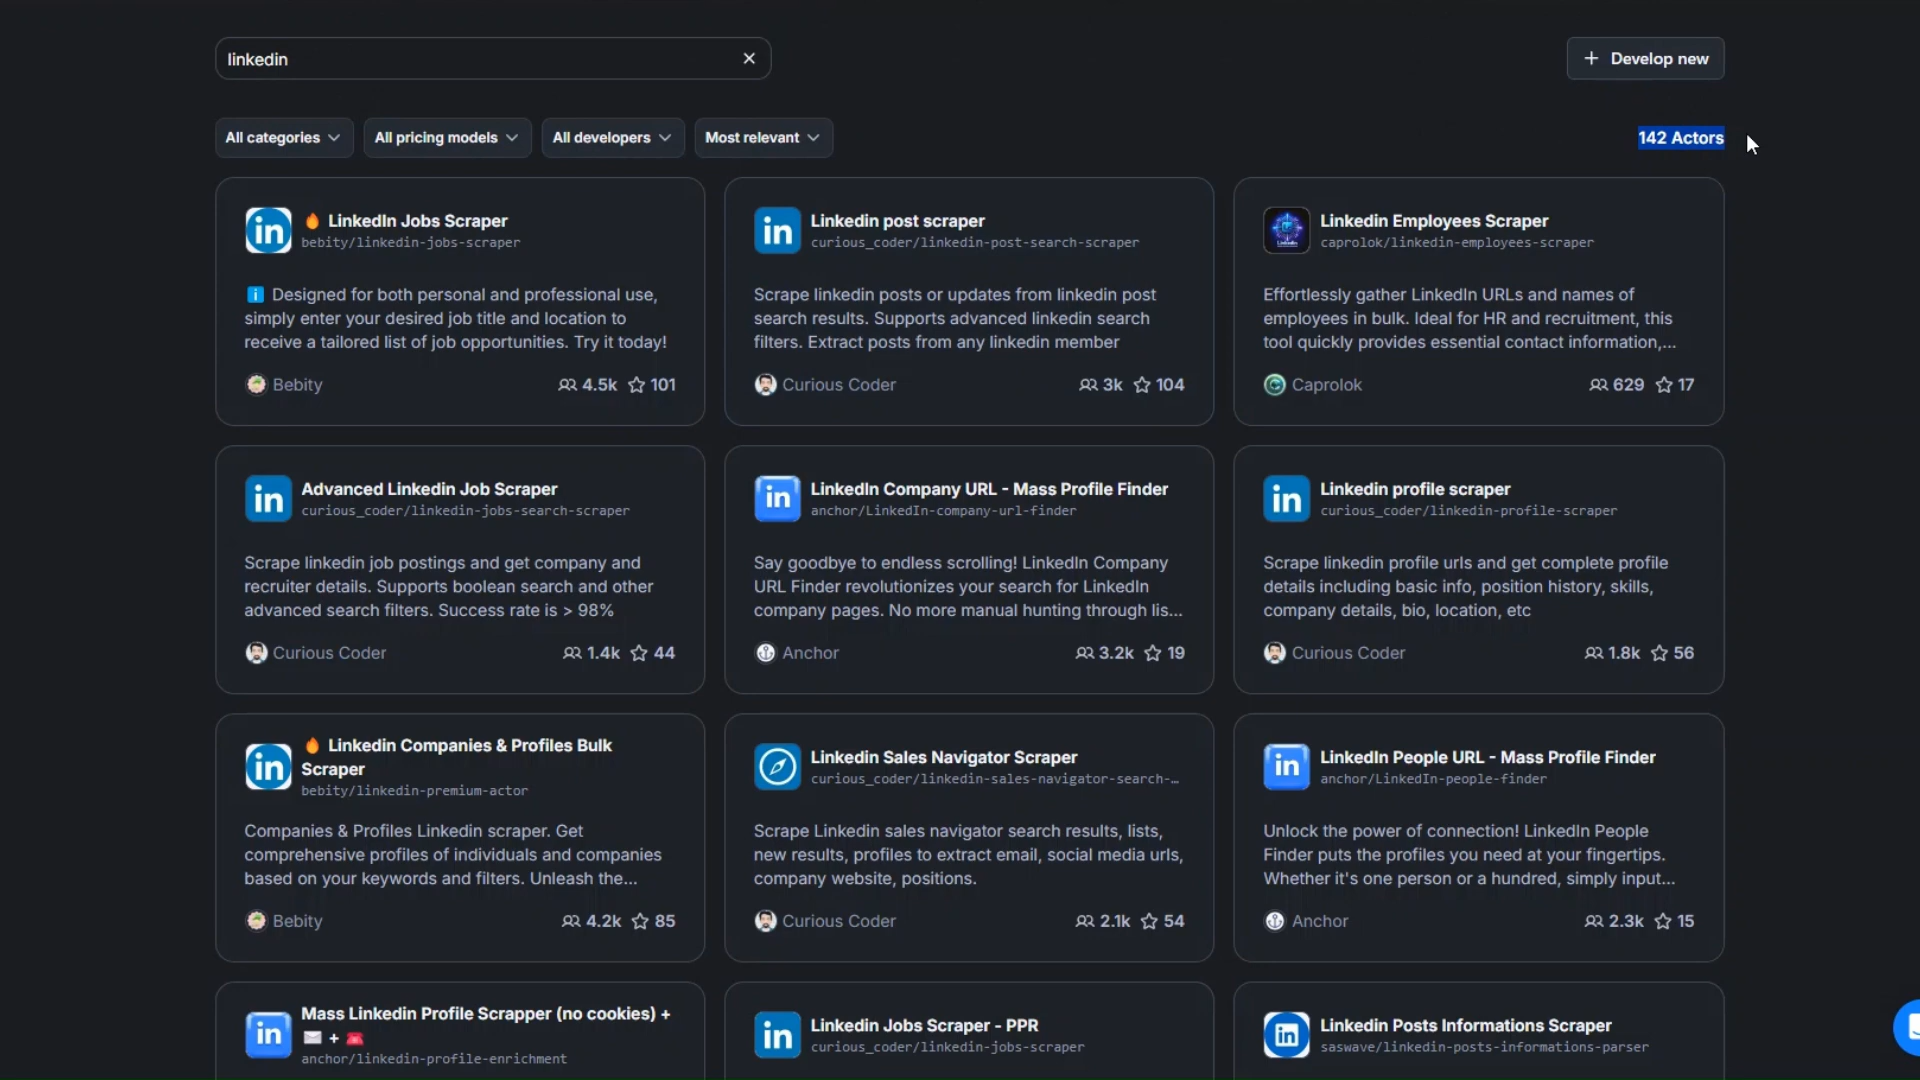 linkedin
Develop new
All categories
All pricing models
All developers
Most relevant
142 Actors
LinkedIn Jobs Scraper
bebity/linkedin-jobs-scraper
Designed for both personal and professional use,
simply enter your desired job title and location to
receive a tailored list of job opportunities. Try it today!
Bebity
4.5k
101
Linkedin post scraper
curious_coder/linkedin-post-search-scraper
Scrape linkedin posts or updates from linkedin post
search results. Supports advanced linkedin search
filters. Extract posts from any linkedin member
Curious Coder
3k
104
Linkedin Employees Scraper
caprolok/linkedin-employees-scraper
Effortlessly gather LinkedIn URLs and names of
employees in bulk. Ideal for HR and recruitment, this
tool quickly provides essential contact information,...
Caprolok
629
17
Advanced Linkedin Job Scraper
curious_coder/linkedin-jobs-search-scraper
Scrape linkedin job postings and get company and
recruiter details. Supports boolean search and other
advanced search filters. Success rate is > 98%
Curious Coder
1.4k
44
LinkedIn Company URL - Mass Profile Finder
anchor/LinkedIn-company-url-finder
Say goodbye to endless scrolling! LinkedIn Company
URL Finder revolutionizes your search for LinkedIn
company pages. No more manual hunting through lis...
Anchor
3.2k
19
Linkedin profile scraper
curious_coder/linkedin-profile-scraper
Scrape linkedin profile urls and get complete profile
details including basic info, position history, skills,
company details, bio, location, etc
Curious Coder
1.8k
56
Linkedin Companies & Profiles Bulk
Scraper
bebity/linkedin-premium-actor
Companies & Profiles Linkedin scraper. Get
comprehensive profiles of individuals and companies
based on your keywords and filters. Unleash the...
Bebity
4.2k
85
Linkedin Sales Navigator Scraper
curious_coder/linkedin-sales-navigator-search-...
Scrape Linkedin sales navigator search results, lists,
new results, profiles to extract email, social media urls,
company website, positions.
Curious Coder
2.1k
54
LinkedIn People URL - Mass Profile Finder
anchor/LinkedIn-people-finder
Unlock the power of connection! LinkedIn People
Finder puts the profiles you need at your fingertips.
Whether it's one person or a hundred, simply input...
Anchor
2.3k
15
Mass Linkedin Profile Scrapper (no cookies) +
✉️ + ☎️
anchor/linkedin-profile-enrichment
Linkedin Jobs Scraper - PPR
curious_coder/linkedin-jobs-scraper
Linkedin Posts Informations Scraper
saswave/linkedin-posts-informations-parser